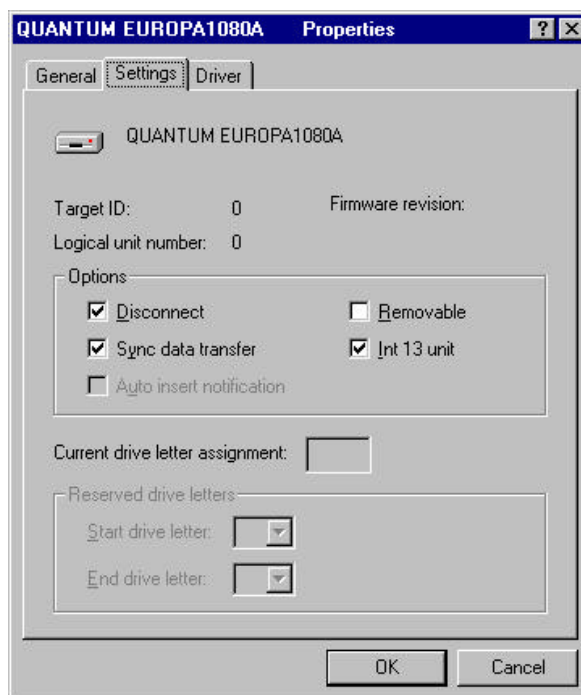 QUANTUM EUROPA1080A Properties
General Settings Driver
QUANTUM EUROPA1080A
Target ID: 0 Firmware revision:
Logical unit number: 0
Options
Disconnect Removable
Sync data transfer Int 13 unit
Auto insert notification
Current drive letter assignment:
Reserved drive letters
Start drive letter:
End drive letter:
OK Cancel